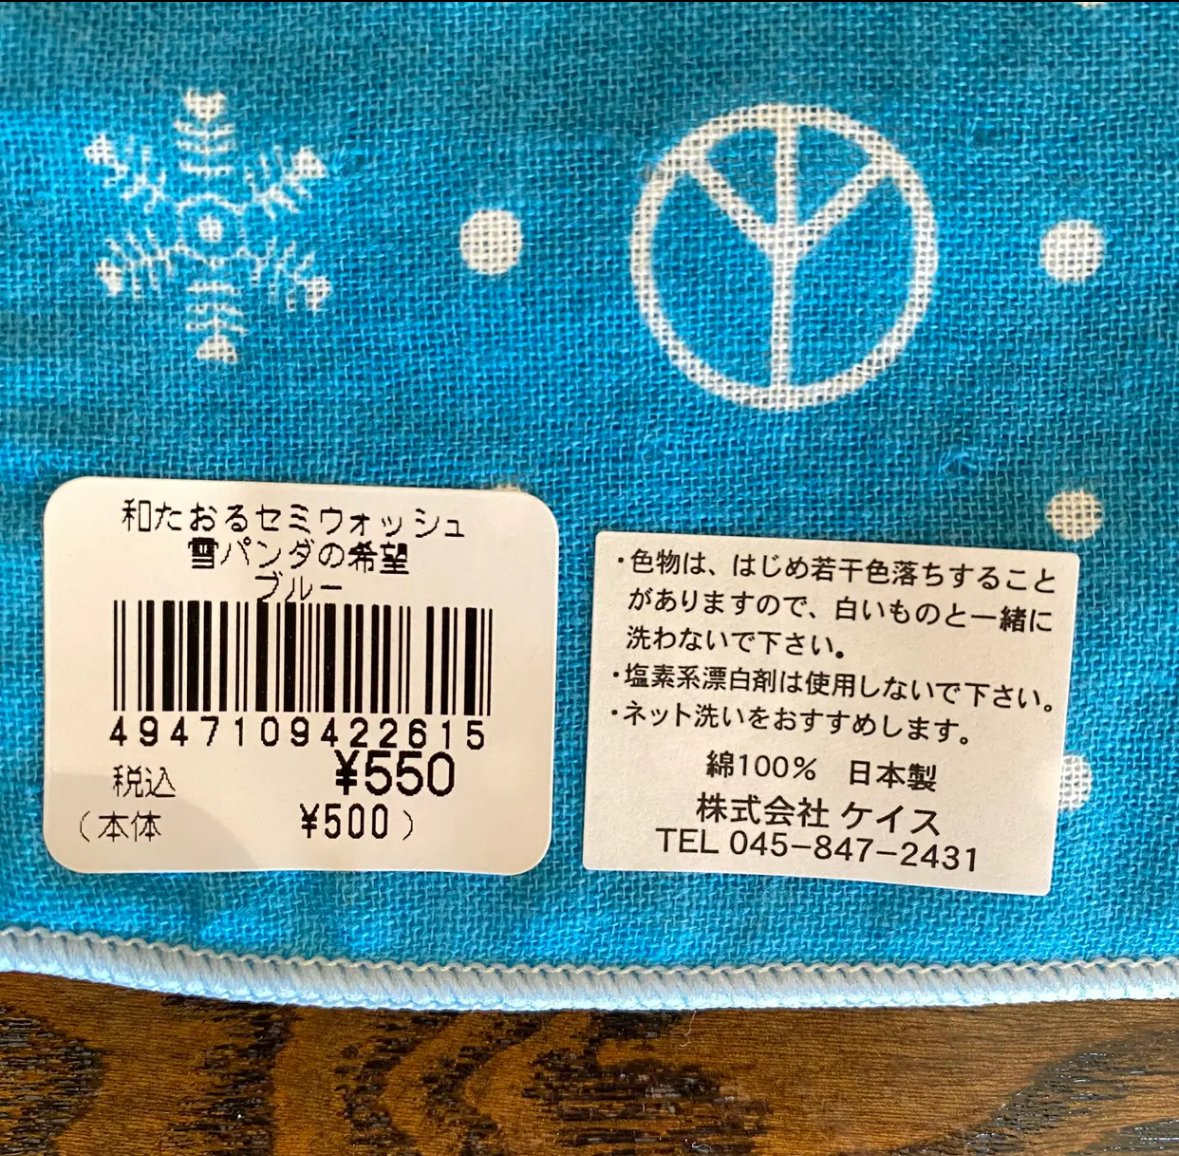 和たおるセミウォッシュ
雪パンダの希望
ブルー
4947109422615
税込 ¥550
（本体 ¥500）
・色物は、はじめ若干色落ちすること
がありますので、白いものと一緒に
洗わないで下さい。
・塩素系漂白剤は使用しないで下さい。
・ネット洗いをおすすめします。
綿100% 日本製
株式会社 ケイス
TEL 045−847−2431